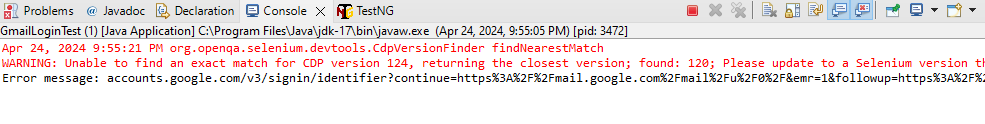 Problems @ Javadoc Declaration Console TestNG
GmailLoginTest (1) [Java Application] C:\Program Files\Java\jdk-17\bin\javaw.exe (Apr 24, 2024 9:55:05 PM) [pid: 3472]
Apr 24, 2024 9:55:21 PM org.openqa.selenium.devtools.CdpVersionFinder findNearestMatch
WARNING: Unable to find an exact match for CDP version 124, returning the closest version; found: 120; Please update to a Selenium version th
Error message: accounts.google.com/v3/signin/identifier?continue=https%3A%2F%2Fmail.google.com%2Fmail%2Fu%2F0%2F&emr=1&followup=https%3A%2F%2